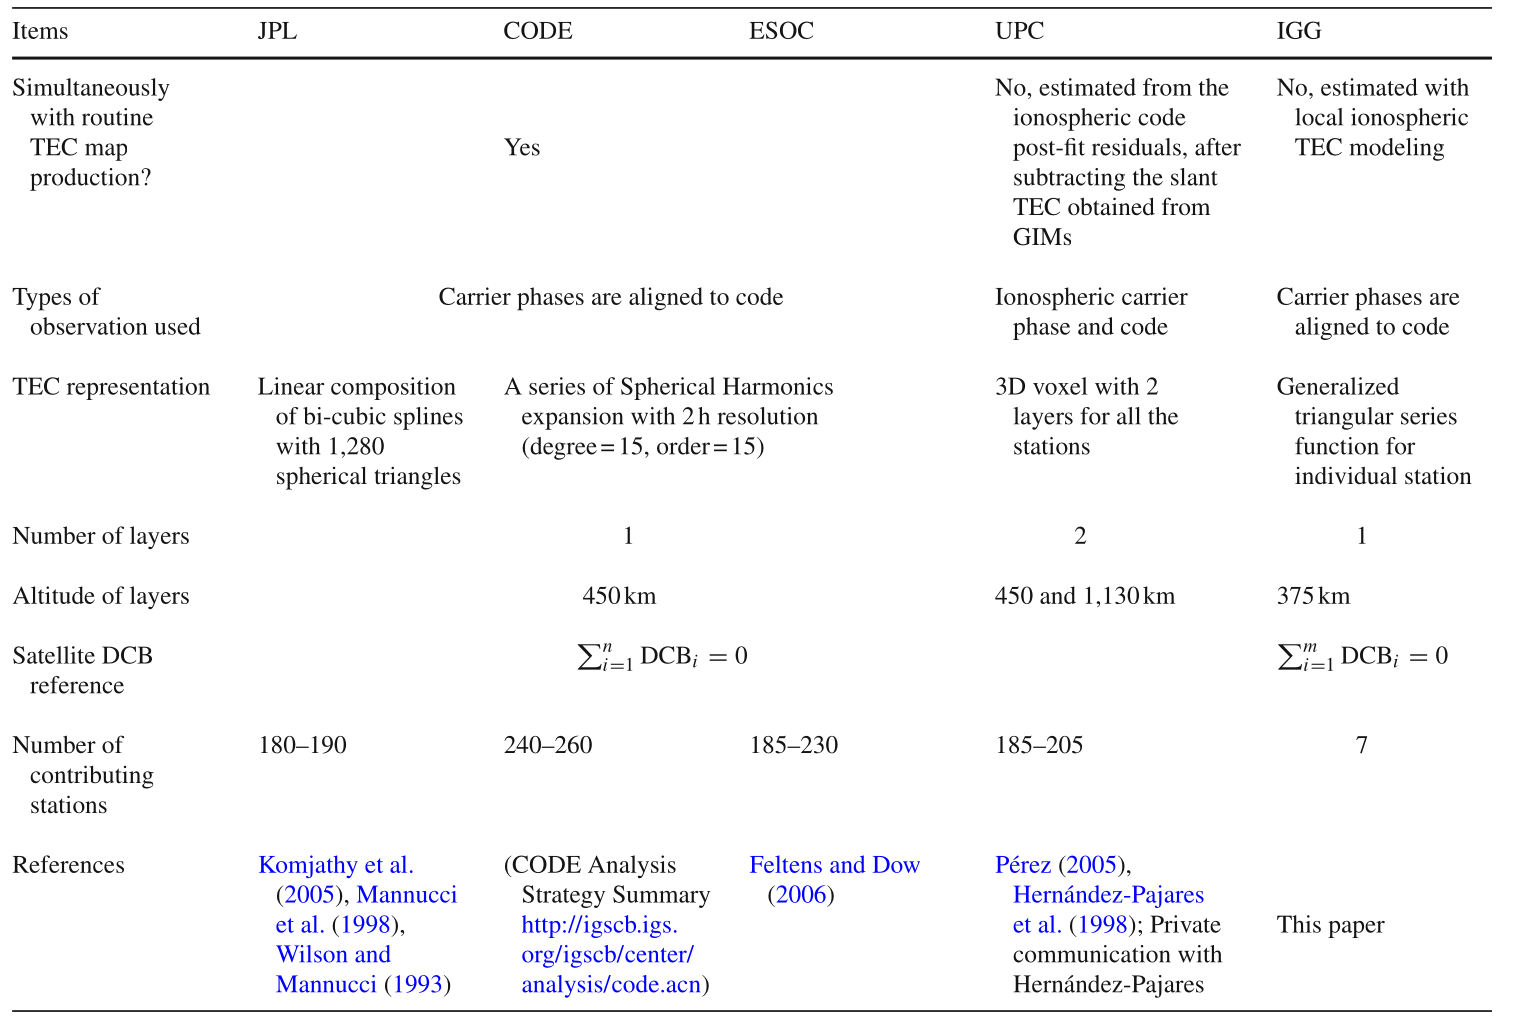 Items JPL CODE ESOC UPC IGG
Simultaneously with routine TEC map production? Yes No, estimated from the ionospheric code post-fit residuals, after subtracting the slant TEC obtained from GIMs No, estimated with local ionospheric TEC modeling
Types of observation used Carrier phases are aligned to code Ionospheric carrier phase and code Carrier phases are aligned to code
TEC representation Linear composition of bi-cubic splines with 1,280 spherical triangles A series of Spherical Harmonics expansion with 2 h resolution (degree = 15, order = 15) 3D voxel with 2 layers for all the stations Generalized triangular series function for individual station
Number of layers 1 2 1
Altitude of layers 450 km 450 and 1,130 km 375 km
Satellite DCB reference ∑_{i=1}^{n} DCB_i = 0 ∑_{i=1}^{m} DCB_i = 0
Number of contributing stations 180–190 240–260 185–230 185–205 7
References Komjathy et al. (2005), Mannucci et al. (1998), Wilson and Mannucci (1993) (CODE Analysis Strategy Summary http://igscb.igs.org/igscb/center/analysis/code.acn) Feltens and Dow (2006) Pérez (2005), Hernández-Pajares et al. (1998); Private communication with Hernández-Pajares This paper